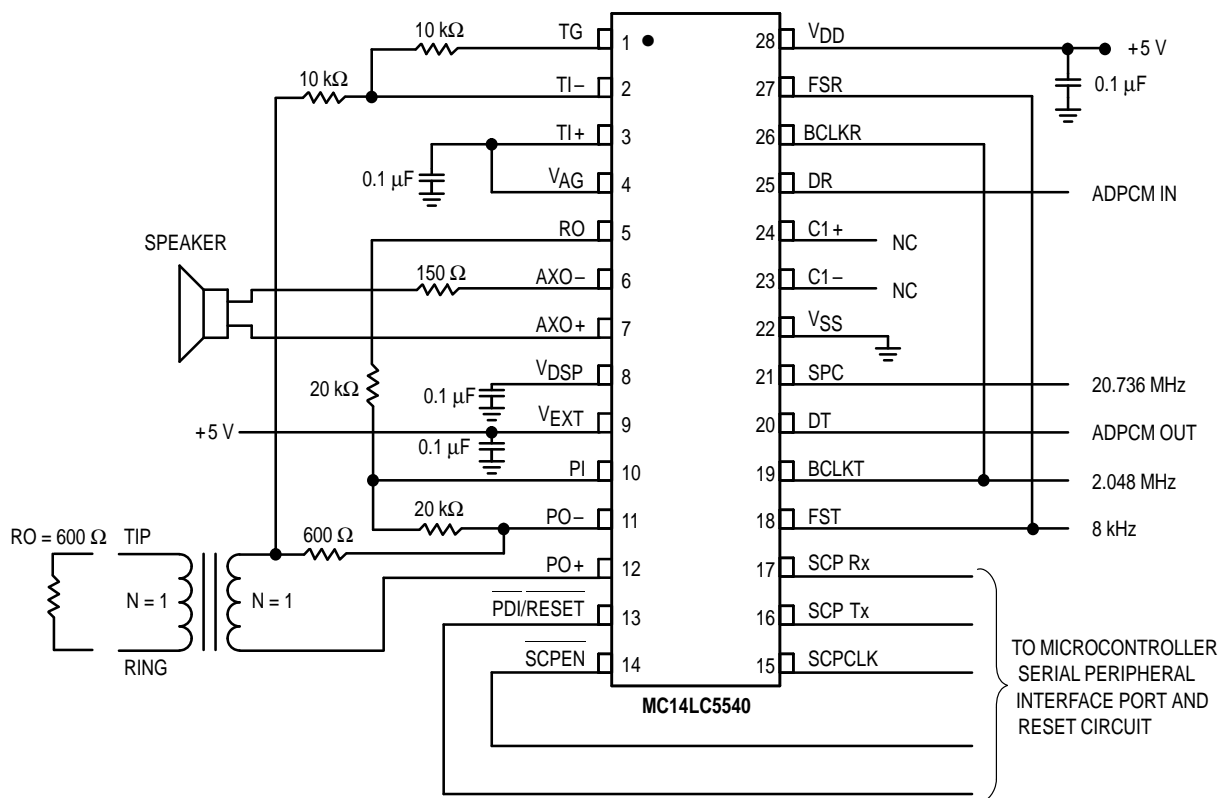 10 kΩ
TG
1
28
VDD
+5 V
10 kΩ
TI–
2
27
FSR
0.1 µF
TI+
3
26
BCLKR
0.1 µF
VAG
4
25
DR
ADPCM IN
RO
5
24
C1+
NC
SPEAKER
150 Ω
AXO–
6
23
C1–
NC
AXO+
7
22
VSS
20 kΩ
VDSP
0.1 µF
8
21
SPC
20.736 MHz
+5 V
VEXT
0.1 µF
9
20
DT
ADPCM OUT
PI
10
19
BCLKT
2.048 MHz
20 kΩ
PO–
11
18
FST
8 kHz
RO = 600 Ω
TIP
600 Ω
PO+
12
17
SCP Rx
N = 1
N = 1
PDI/RESET
13
16
SCP Tx
RING
SCPEN
14
15
SCPCLK
MC14LC5540
TO MICROCONTROLLER
SERIAL PERIPHERAL
INTERFACE PORT AND
RESET CIRCUIT